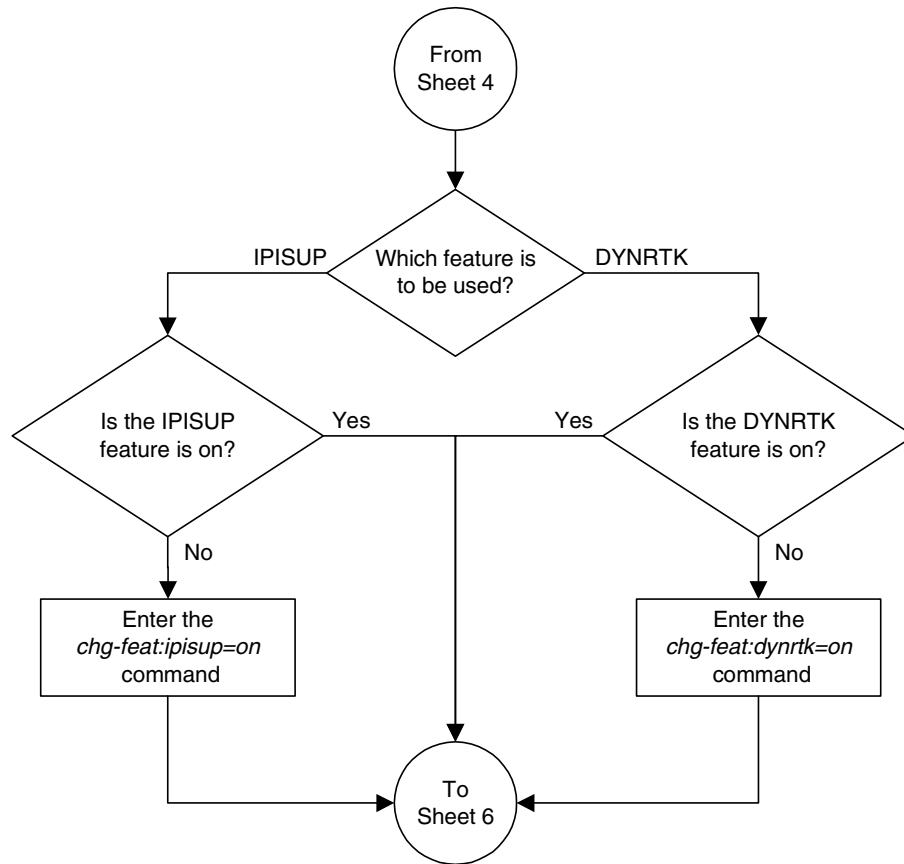 From
Sheet 4
Which feature is
to be used?
IPISUP
DYNRTK
Is the IPISUP
feature is on?
Yes
Yes
Is the DYNRTK
feature is on?
No
No
Enter the
chg-feat:ipisup=on
command
Enter the
chg-feat:dynrtk=on
command
To
Sheet 6